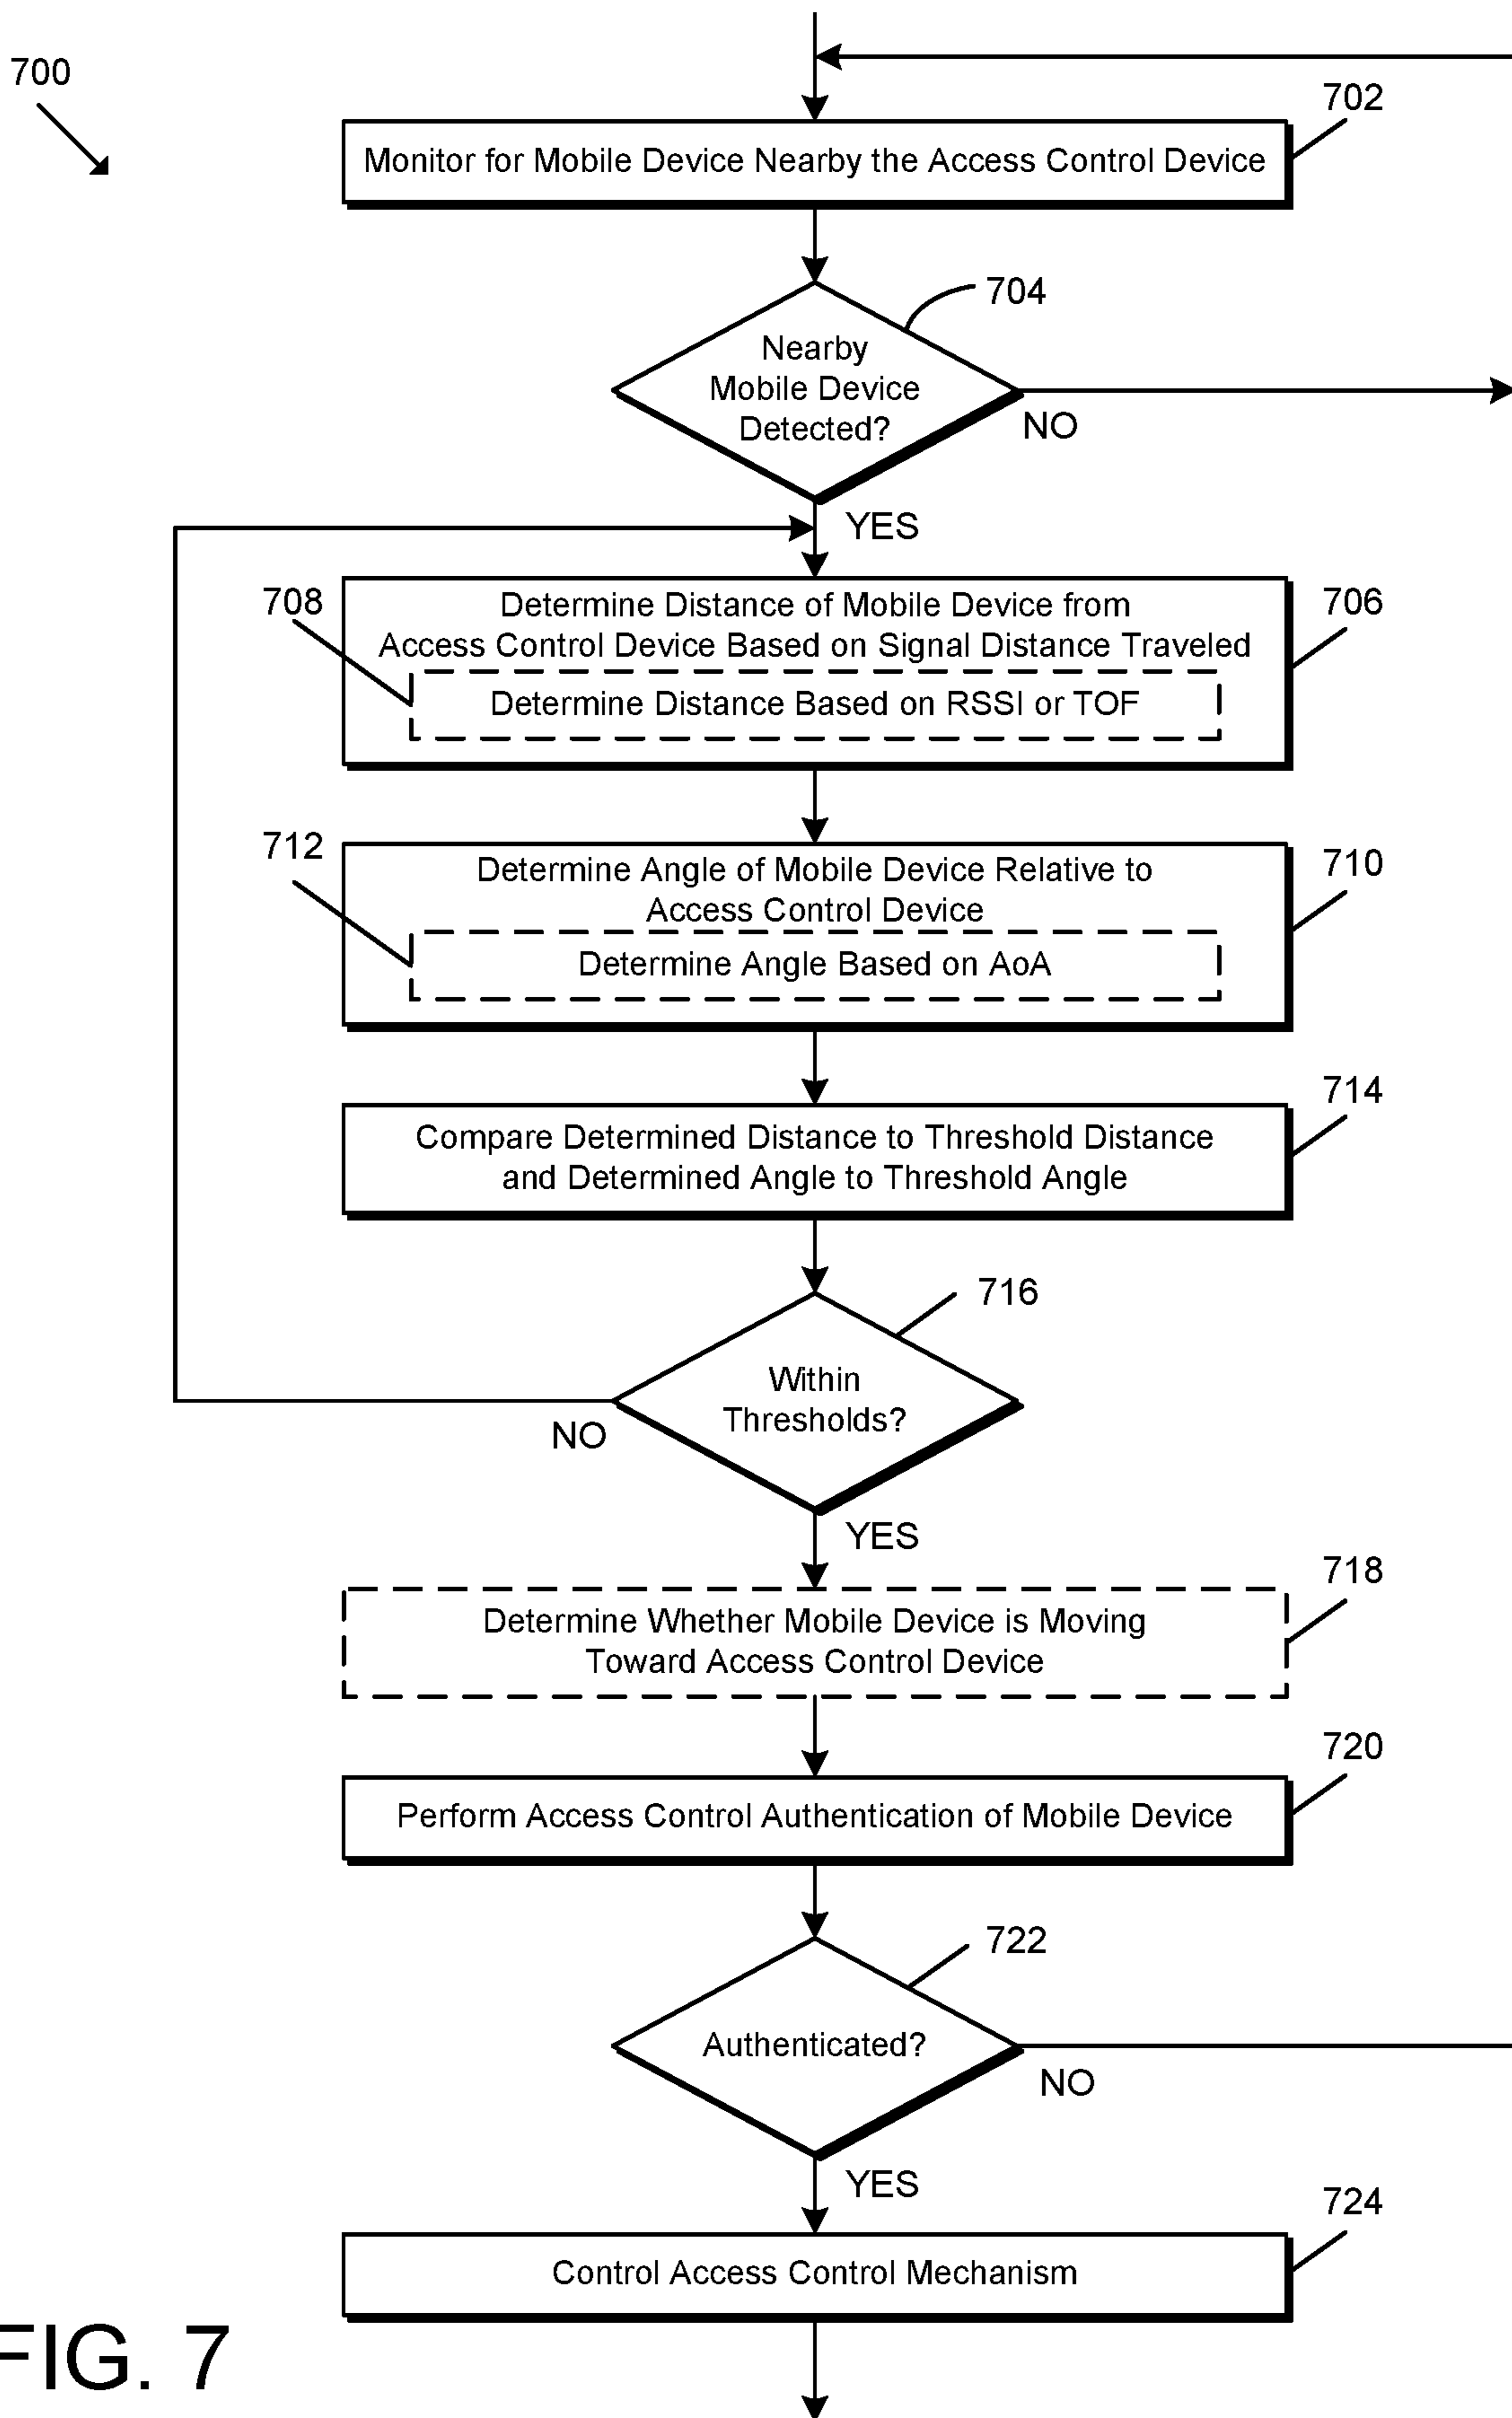 700
702
Monitor for Mobile Device Nearby the Access Control Device
704
Nearby
Mobile Device
Detected?
NO
YES
708
706
Determine Distance of Mobile Device from
Access Control Device Based on Signal Distance Traveled
Determine Distance Based on RSSI or TOF
712
710
Determine Angle of Mobile Device Relative to
Access Control Device
Determine Angle Based on AoA
714
Compare Determined Distance to Threshold Distance
and Determined Angle to Threshold Angle
716
Within
Thresholds?
NO
YES
718
Determine Whether Mobile Device is Moving
Toward Access Control Device
720
Perform Access Control Authentication of Mobile Device
722
Authenticated?
NO
YES
724
Control Access Control Mechanism
FIG. 7